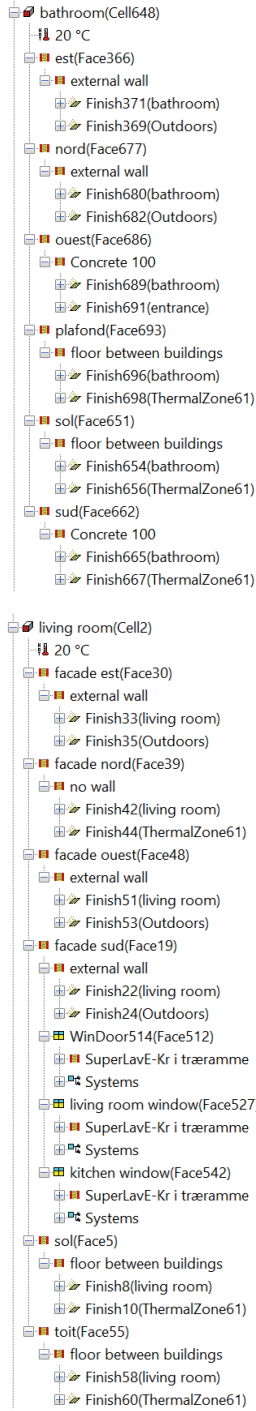 bathroom(Cell648)
20 °C
est(Face366)
external wall
Finish371(bathroom)
Finish369(Outdoors)
nord(Face677)
external wall
Finish680(bathroom)
Finish682(Outdoors)
ouest(Face686)
Concrete 100
Finish689(bathroom)
Finish691(entrance)
plafond(Face693)
floor between buildings
Finish696(bathroom)
Finish698(ThermalZone61)
sol(Face651)
floor between buildings
Finish654(bathroom)
Finish656(ThermalZone61)
sud(Face662)
Concrete 100
Finish665(bathroom)
Finish667(ThermalZone61)
living room(Cell2)
20 °C
facade est(Face30)
external wall
Finish33(living room)
Finish35(Outdoors)
facade nord(Face39)
no wall
Finish42(living room)
Finish44(ThermalZone61)
facade ouest(Face48)
external wall
Finish51(living room)
Finish53(Outdoors)
facade sud(Face19)
external wall
Finish22(living room)
Finish24(Outdoors)
WinDoor514(Face512)
SuperLavE-Kr i træramme
Systems
living room window(Face527)
SuperLavE-Kr i træramme
Systems
kitchen window(Face542)
SuperLavE-Kr i træramme
Systems
sol(Face5)
floor between buildings
Finish8(living room)
Finish10(ThermalZone61)
toit(Face55)
floor between buildings
Finish58(living room)
Finish60(ThermalZone61)